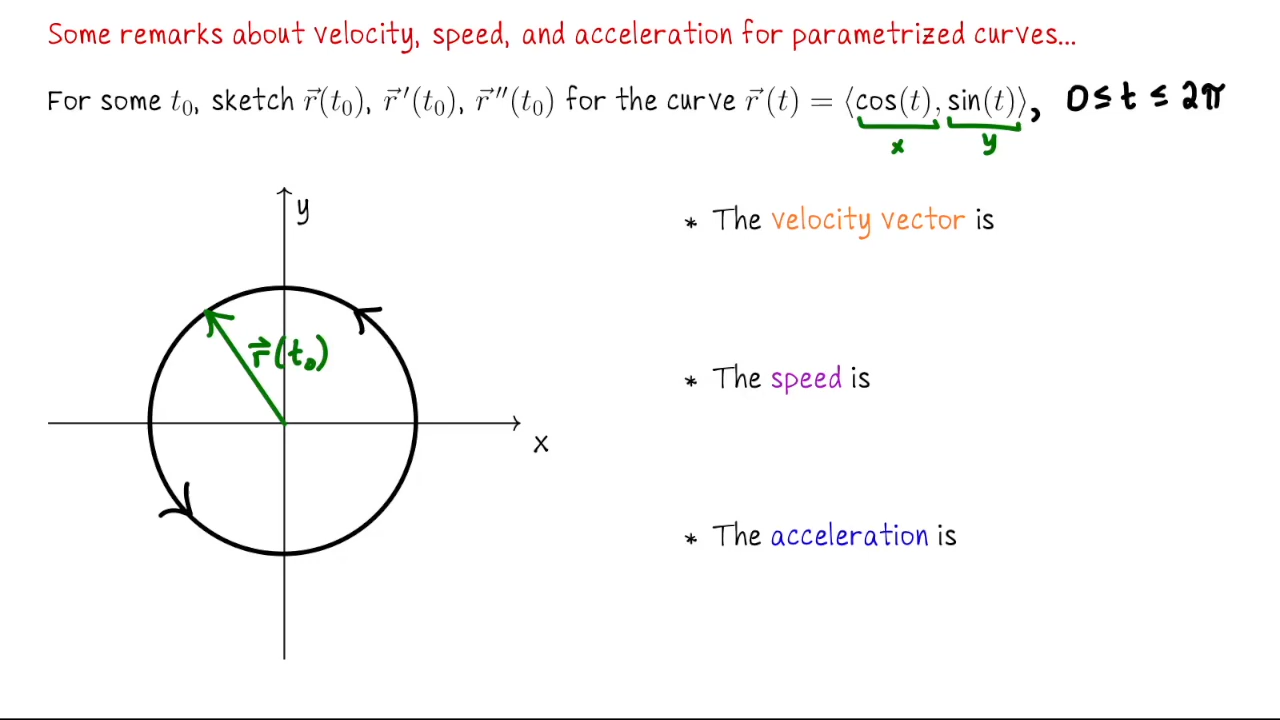 Some remarks about velocity, speed, and acceleration for parametrized curves...
For some t₀, sketch r⃗(t₀), r⃗ ′(t₀), r⃗ ″(t₀) for the curve r⃗ (t) = ⟨cos(t), sin(t)⟩, 0 ≤ t ≤ 2π
x y
y
* The velocity vector is
r⃗(t₀)
* The speed is
x
* The acceleration is